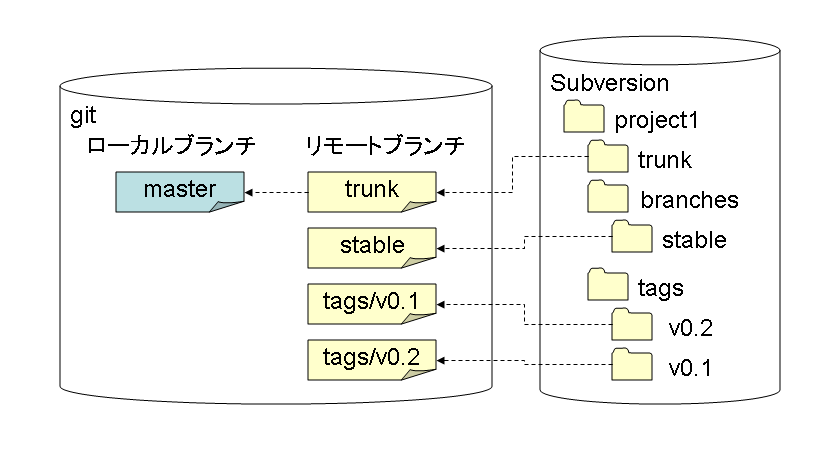 git
ローカルブランチ
リモートブランチ
master
trunk
stable
tags/v0.1
tags/v0.2
Subversion
project1
trunk
branches
stable
tags
v0.2
v0.1